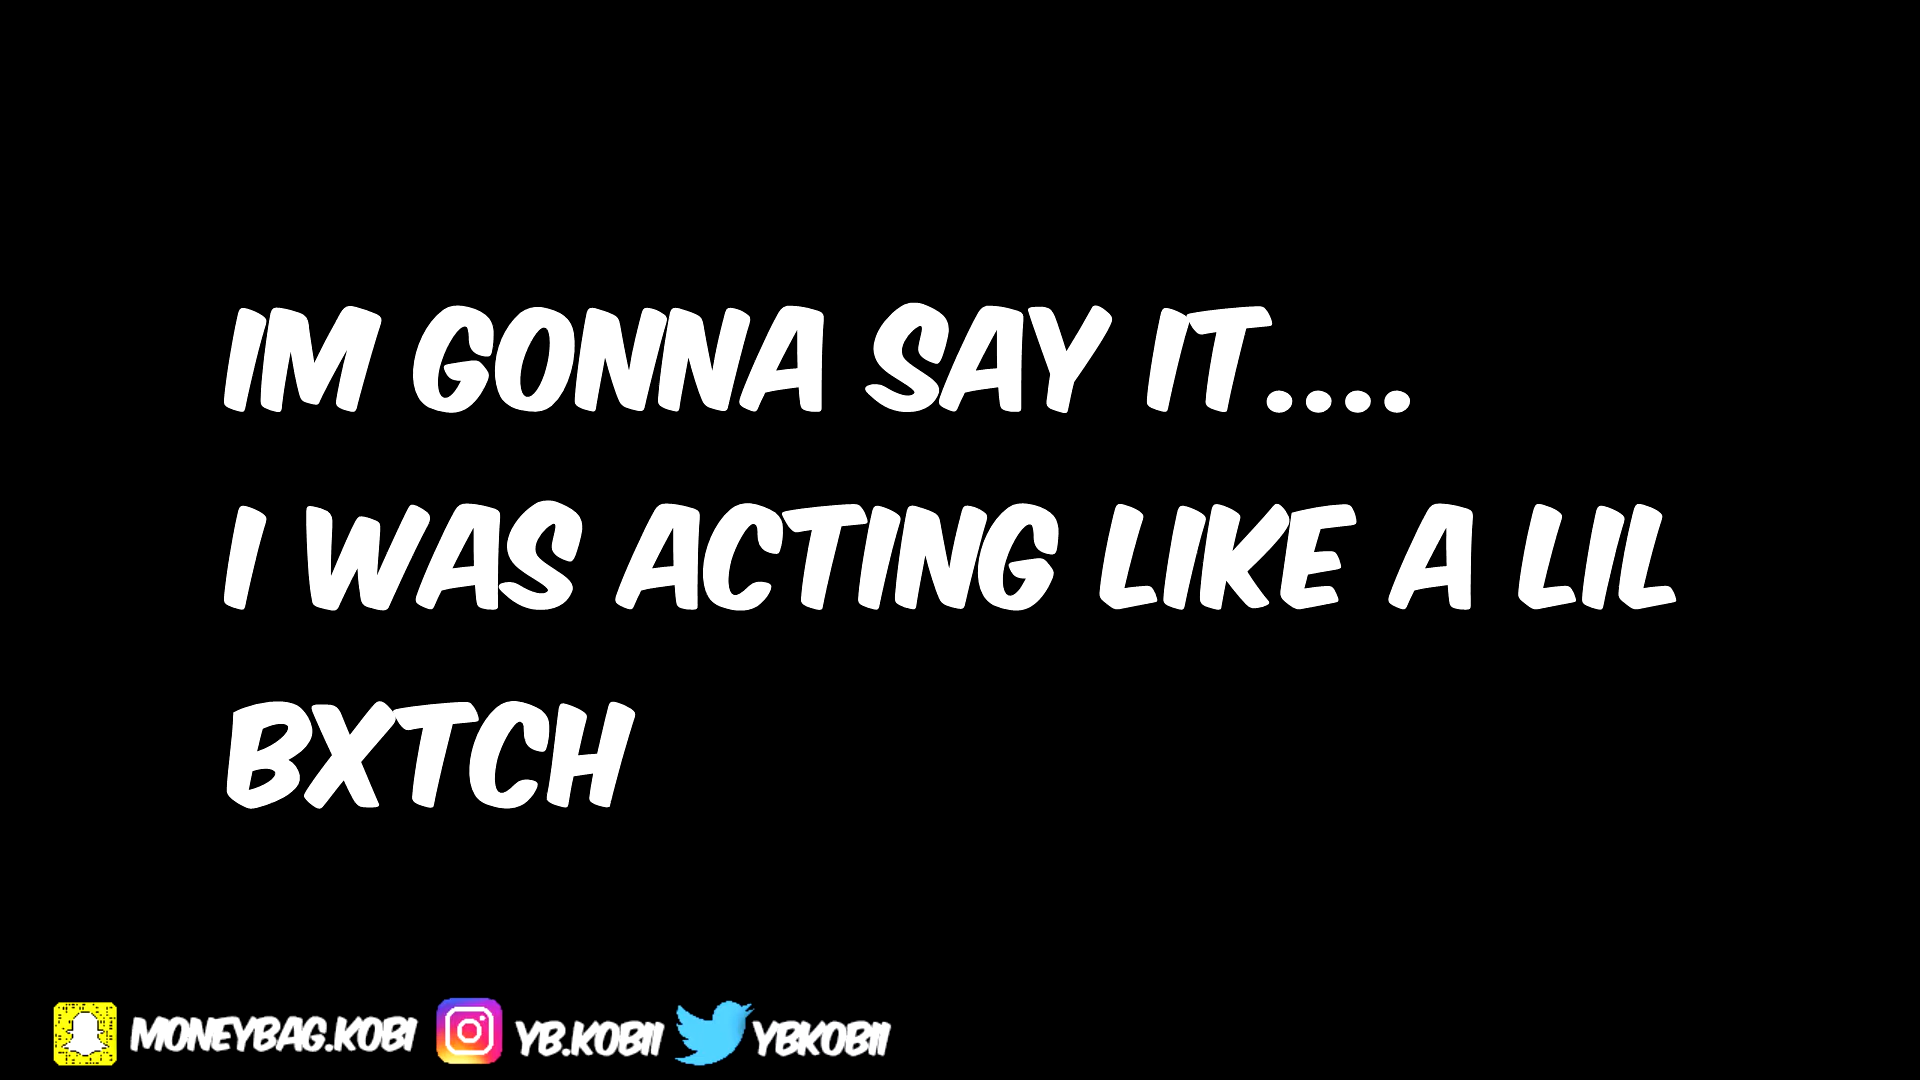 IM GONNA SAY IT....
I WAS ACTING LIKE A LIL
BXTCH
MONEYBAG.KOBI YB.KOBII YBKOBII